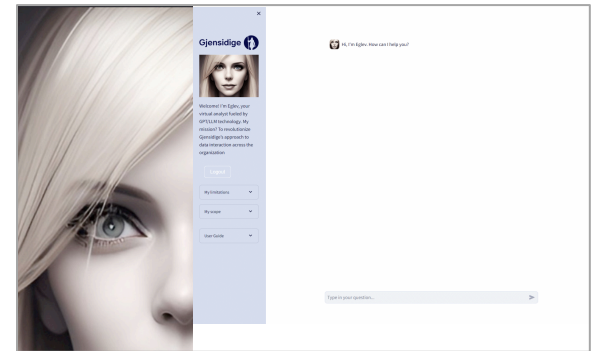 ×
Gjensidige
Welcome! I'm Eglev, your
virtual analyst fueled by
GPT/LLM technology. My
mission? To revolutionize
Gjensidige's approach to
data interaction across the
organization
Logout
My limitations
My scope
User Guide
Hi, I'm Eglev. How can I help you?
Type in your question...